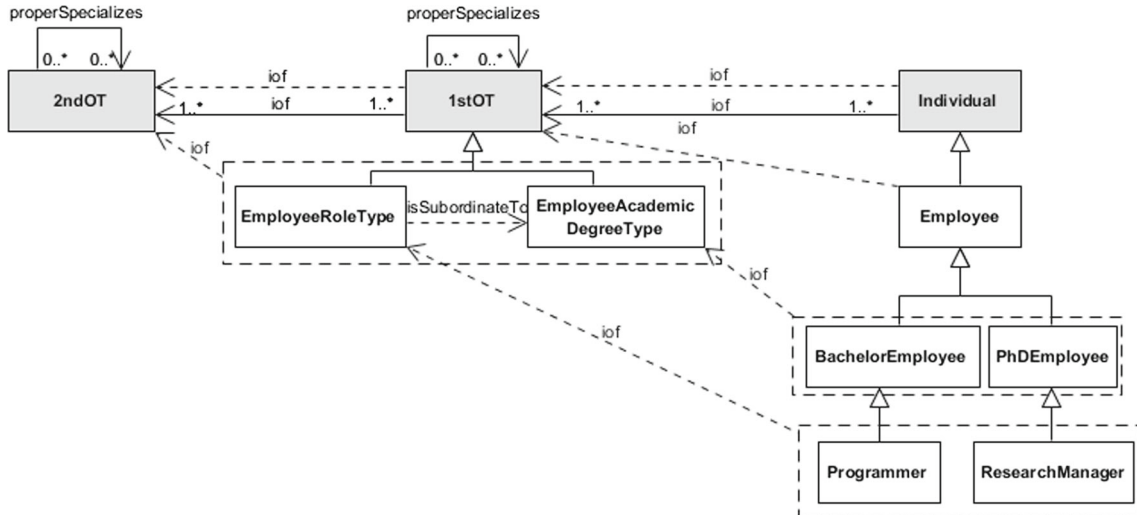 properSpecializes
properSpecializes
0..* 0..*
0..* 0..*
2ndOT
iof
1stOT
iof
Individual
1..*
iof
1..*
1..*
iof
1..*
iof
iof
EmployeeRoleType
isSubordinateTo
EmployeeAcademic
DegreeType
Employee
iof
iof
BachelorEmployee
PhDEmployee
Programmer
ResearchManager